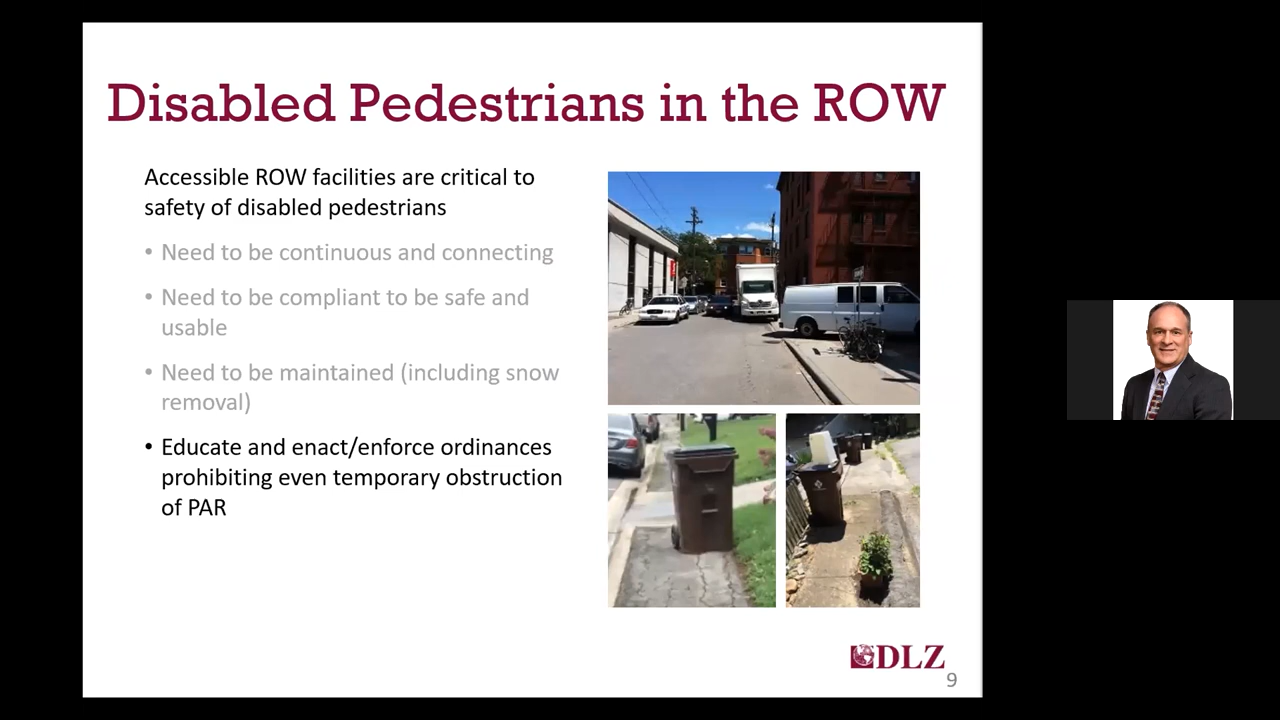 Disabled Pedestrians in the ROW
Accessible ROW facilities are critical to
safety of disabled pedestrians
• Need to be continuous and connecting
• Need to be compliant to be safe and
usable
• Need to be maintained (including snow
removal)
• Educate and enact/enforce ordinances
prohibiting even temporary obstruction
of PAR
DLZ
9